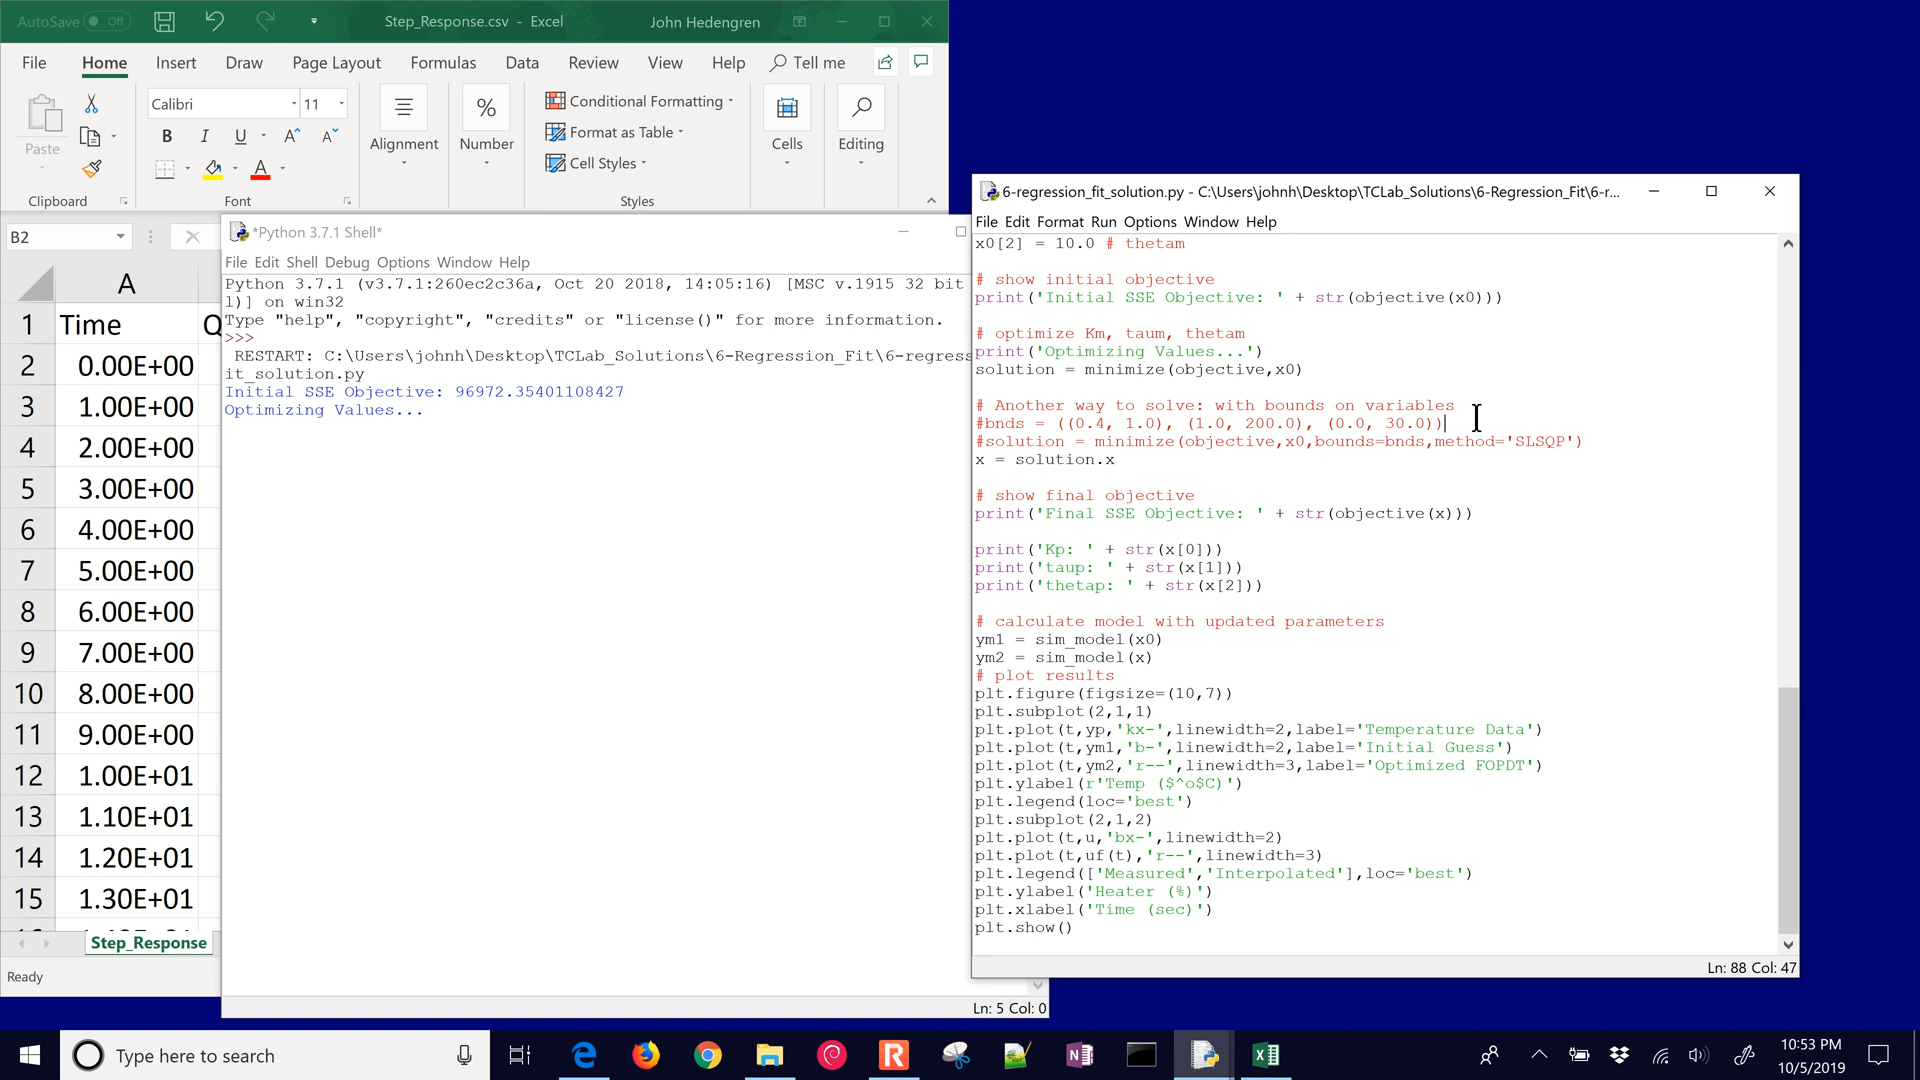 AutoSave Off
Step_Response.csv - Excel
John Hedengren
File Home Insert Draw Page Layout Formulas Data Review View Help Tell me
Paste
Calibri 11
B I U A A
Alignment
%
Number
Conditional Formatting
Format as Table
Cell Styles
Cells
Editing
Clipboard
Font
Styles
B2
A
1 Time Q
2 0.00E+00
3 1.00E+00
4 2.00E+00
5 3.00E+00
6 4.00E+00
7 5.00E+00
8 6.00E+00
9 7.00E+00
10 8.00E+00
11 9.00E+00
12 1.00E+01
13 1.10E+01
14 1.20E+01
15 1.30E+01
Step_Response
Ready
*Python 3.7.1 Shell*
File Edit Shell Debug Options Window Help
Python 3.7.1 (v3.7.1:260ec2c36a, Oct 20 2018, 14:05:16) [MSC v.1915 32 bit
l)] on win32
Type "help", "copyright", "credits" or "license()" for more information.
>>>
RESTART: C:\Users\johnh\Desktop\TCLab_Solutions\6-Regression_Fit\6-regress
it_solution.py
Initial SSE Objective: 96972.35401108427
Optimizing Values...
Ln: 5 Col: 0
6-regression_fit_solution.py - C:\Users\johnh\Desktop\TCLab_Solutions\6-Regression_Fit\6-r...
File Edit Format Run Options Window Help
x0[2] = 10.0 # thetam
# show initial objective
print('Initial SSE Objective: ' + str(objective(x0)))
# optimize Km, taum, thetam
print('Optimizing Values...')
solution = minimize(objective,x0)
# Another way to solve: with bounds on variables
#bnds = ((0.4, 1.0), (1.0, 200.0), (0.0, 30.0))
#solution = minimize(objective,x0,bounds=bnds,method='SLSQP')
x = solution.x
# show final objective
print('Final SSE Objective: ' + str(objective(x)))
print('Kp: ' + str(x[0]))
print('taup: ' + str(x[1]))
print('thetap: ' + str(x[2]))
# calculate model with updated parameters
ym1 = sim_model(x0)
ym2 = sim_model(x)
# plot results
plt.figure(figsize=(10,7))
plt.subplot(2,1,1)
plt.plot(t,yp,'kx-',linewidth=2,label='Temperature Data')
plt.plot(t,ym1,'b-',linewidth=2,label='Initial Guess')
plt.plot(t,ym2,'r--',linewidth=3,label='Optimized FOPDT')
plt.ylabel(r'Temp ($^o$C)')
plt.legend(loc='best')
plt.subplot(2,1,2)
plt.plot(t,u,'bx-',linewidth=2)
plt.plot(t,uf(t),'r--',linewidth=3)
plt.legend(['Measured','Interpolated'],loc='best')
plt.ylabel('Heater (%)')
plt.xlabel('Time (sec)')
plt.show()
Ln: 88 Col: 47
Type here to search
10:53 PM
10/5/2019